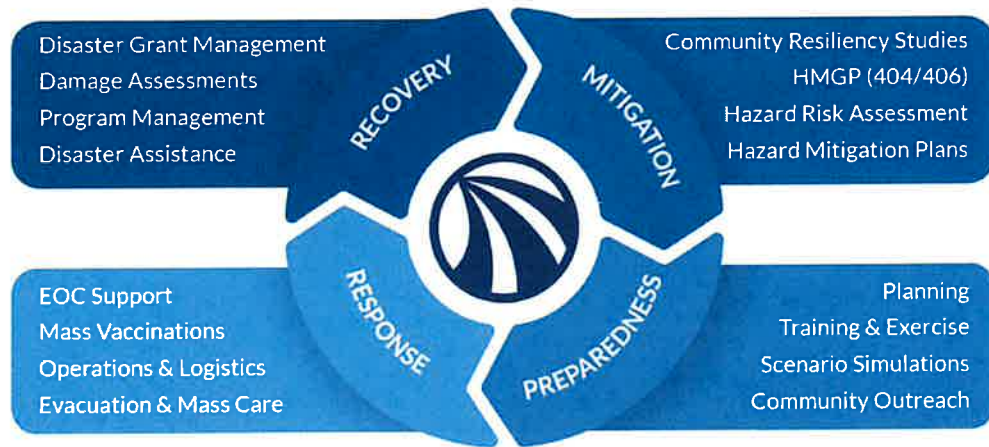 Disaster Grant Management
Damage Assessments
Program Management
Disaster Assistance
RECOVERY
MITIGATION
Community Resiliency Studies
HMGP (404/406)
Hazard Risk Assessment
Hazard Mitigation Plans
EOC Support
Mass Vaccinations
Operations & Logistics
Evacuation & Mass Care
RESPONSE
PREPAREDNESS
Planning
Training & Exercise
Scenario Simulations
Community Outreach